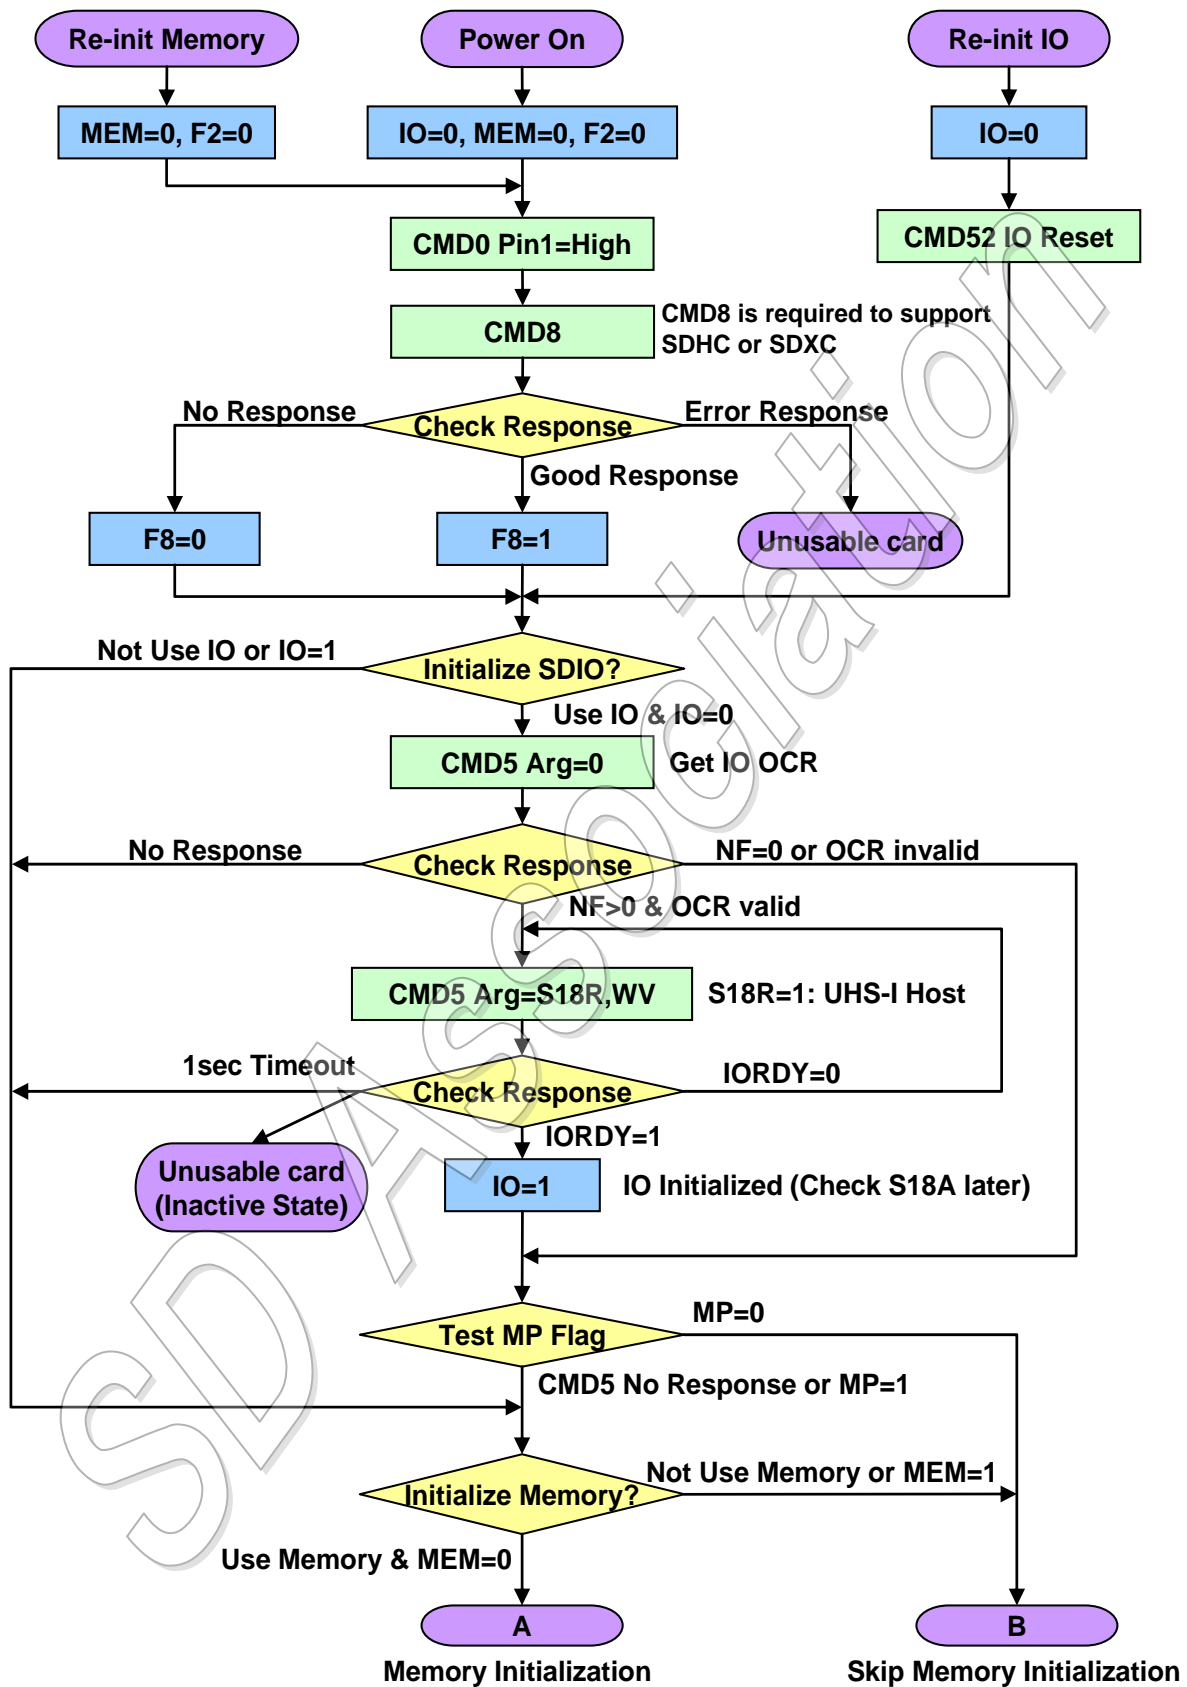 Re-init Memory
Power On
Re-init IO
MEM=0, F2=0
IO=0, MEM=0, F2=0
IO=0
CMD0 Pin1=High
CMD52 IO Reset
CMD8
CMD8 is required to support
SDHC or SDXC
No Response
Check Response
Error Response
Good Response
F8=0
F8=1
Unusable card
Not Use IO or IO=1
Initialize SDIO?
Use IO & IO=0
CMD5 Arg=0
Get IO OCR
No Response
Check Response
NF=0 or OCR invalid
NF>0 & OCR valid
CMD5 Arg=S18R,WV
S18R=1: UHS-I Host
1sec Timeout
Check Response
IORDY=0
IORDY=1
Unusable card
(Inactive State)
IO=1
IO Initialized (Check S18A later)
MP=0
Test MP Flag
CMD5 No Response or MP=1
Not Use Memory or MEM=1
Initialize Memory?
Use Memory & MEM=0
A
B
Memory Initialization
Skip Memory Initialization
SD Association